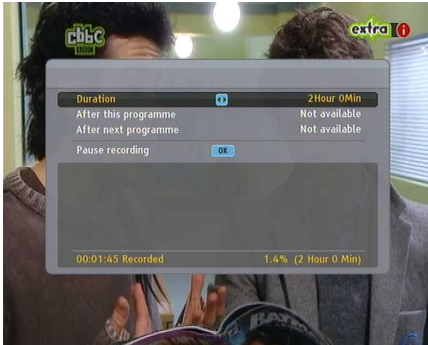 cbbc
extra i
Duration 2Hour 0Min
After this programme Not available
After next programme Not available
Pause recording OK
00:01:45 Recorded 1.4% (2 Hour 0 Min)
BATM